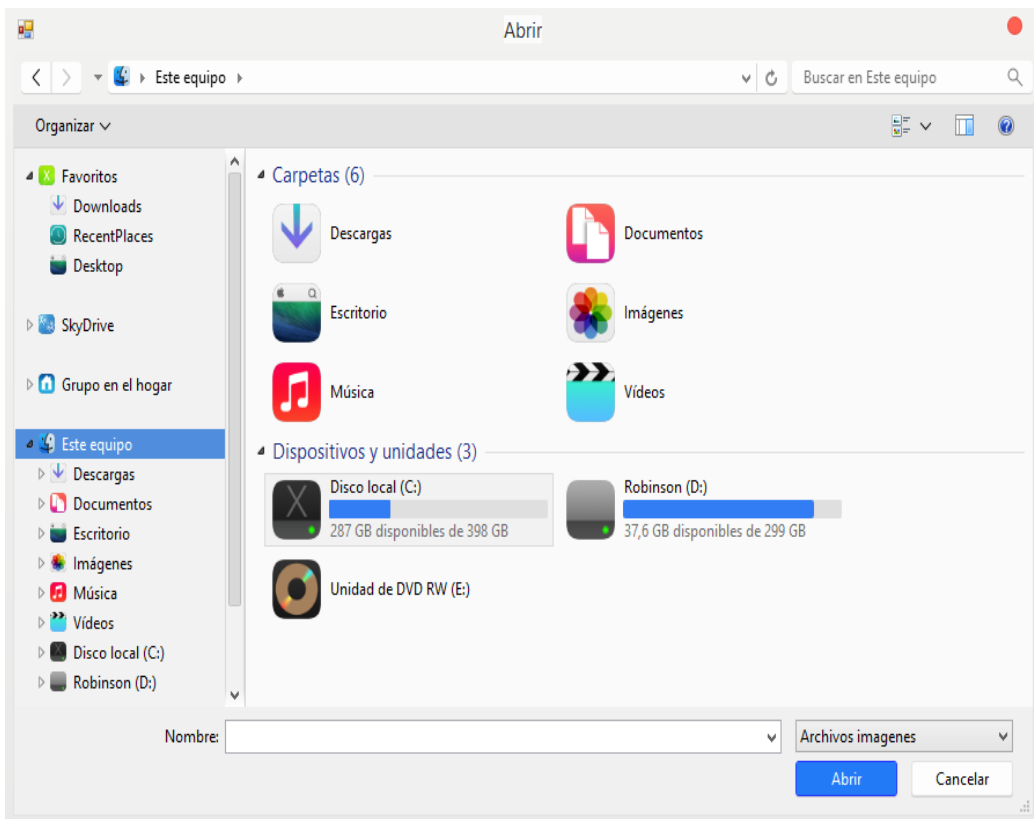 Abrir
Este equipo
Buscar en Este equipo
Organizar
Favoritos
Downloads
RecentPlaces
Desktop
SkyDrive
Grupo en el hogar
Este equipo
Descargas
Documentos
Escritorio
Imágenes
Música
Vídeos
Disco local (C:)
Robinson (D:)
Carpetas (6)
Descargas
Documentos
Escritorio
Imágenes
Música
Vídeos
Dispositivos y unidades (3)
Disco local (C:)
287 GB disponibles de 398 GB
Robinson (D:)
37,6 GB disponibles de 299 GB
Unidad de DVD RW (E:)
Nombre:
Archivos imagenes
Abrir
Cancelar